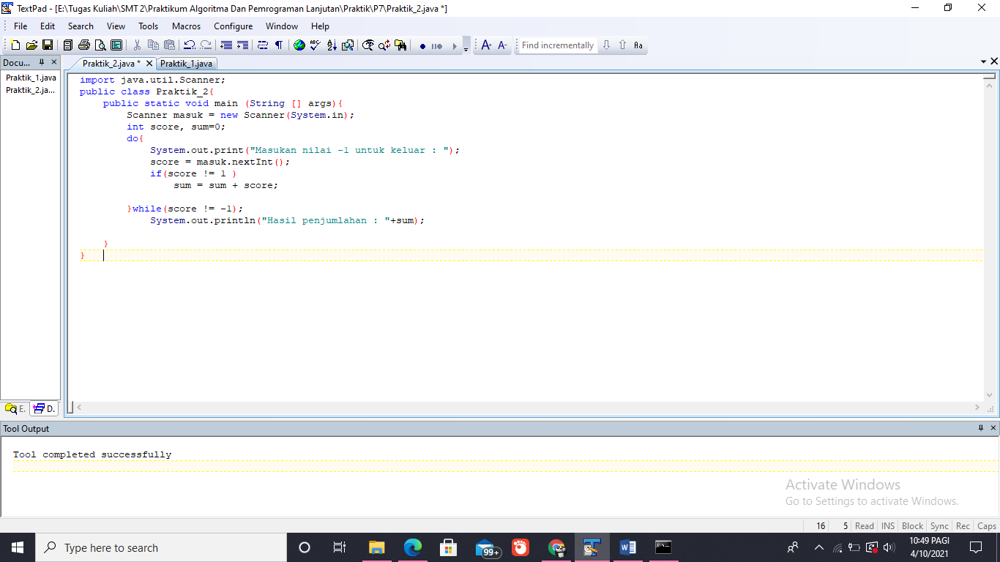 TextPad - [E:\Tugas Kuliah\SMT 2\Praktikum Algoritma Dan Pemrograman Lanjutan\Praktik\P7\Praktik_2.java *]
File Edit Search View Tools Macros Configure Window Help
Find incrementally
Docu...
Praktik_2.java * Praktik_1.java
Praktik_1.java
Praktik_2.ja...
import java.util.Scanner;
public class Praktik_2{
public static void main (String [] args){
Scanner masuk = new Scanner(System.in);
int score, sum=0;
do{
System.out.print("Masukan nilai -1 untuk keluar : ");
score = masuk.nextInt();
if(score != 1 )
sum = sum + score;
}while(score != -1);
System.out.println("Hasil penjumlahan : "+sum);
}
}
E. D.
Tool Output
Tool completed successfully
Activate Windows
Go to Settings to activate Windows.
16 5 Read INS Block Sync Rec Caps
Type here to search
99+
10:49 PAGI
4/10/2021